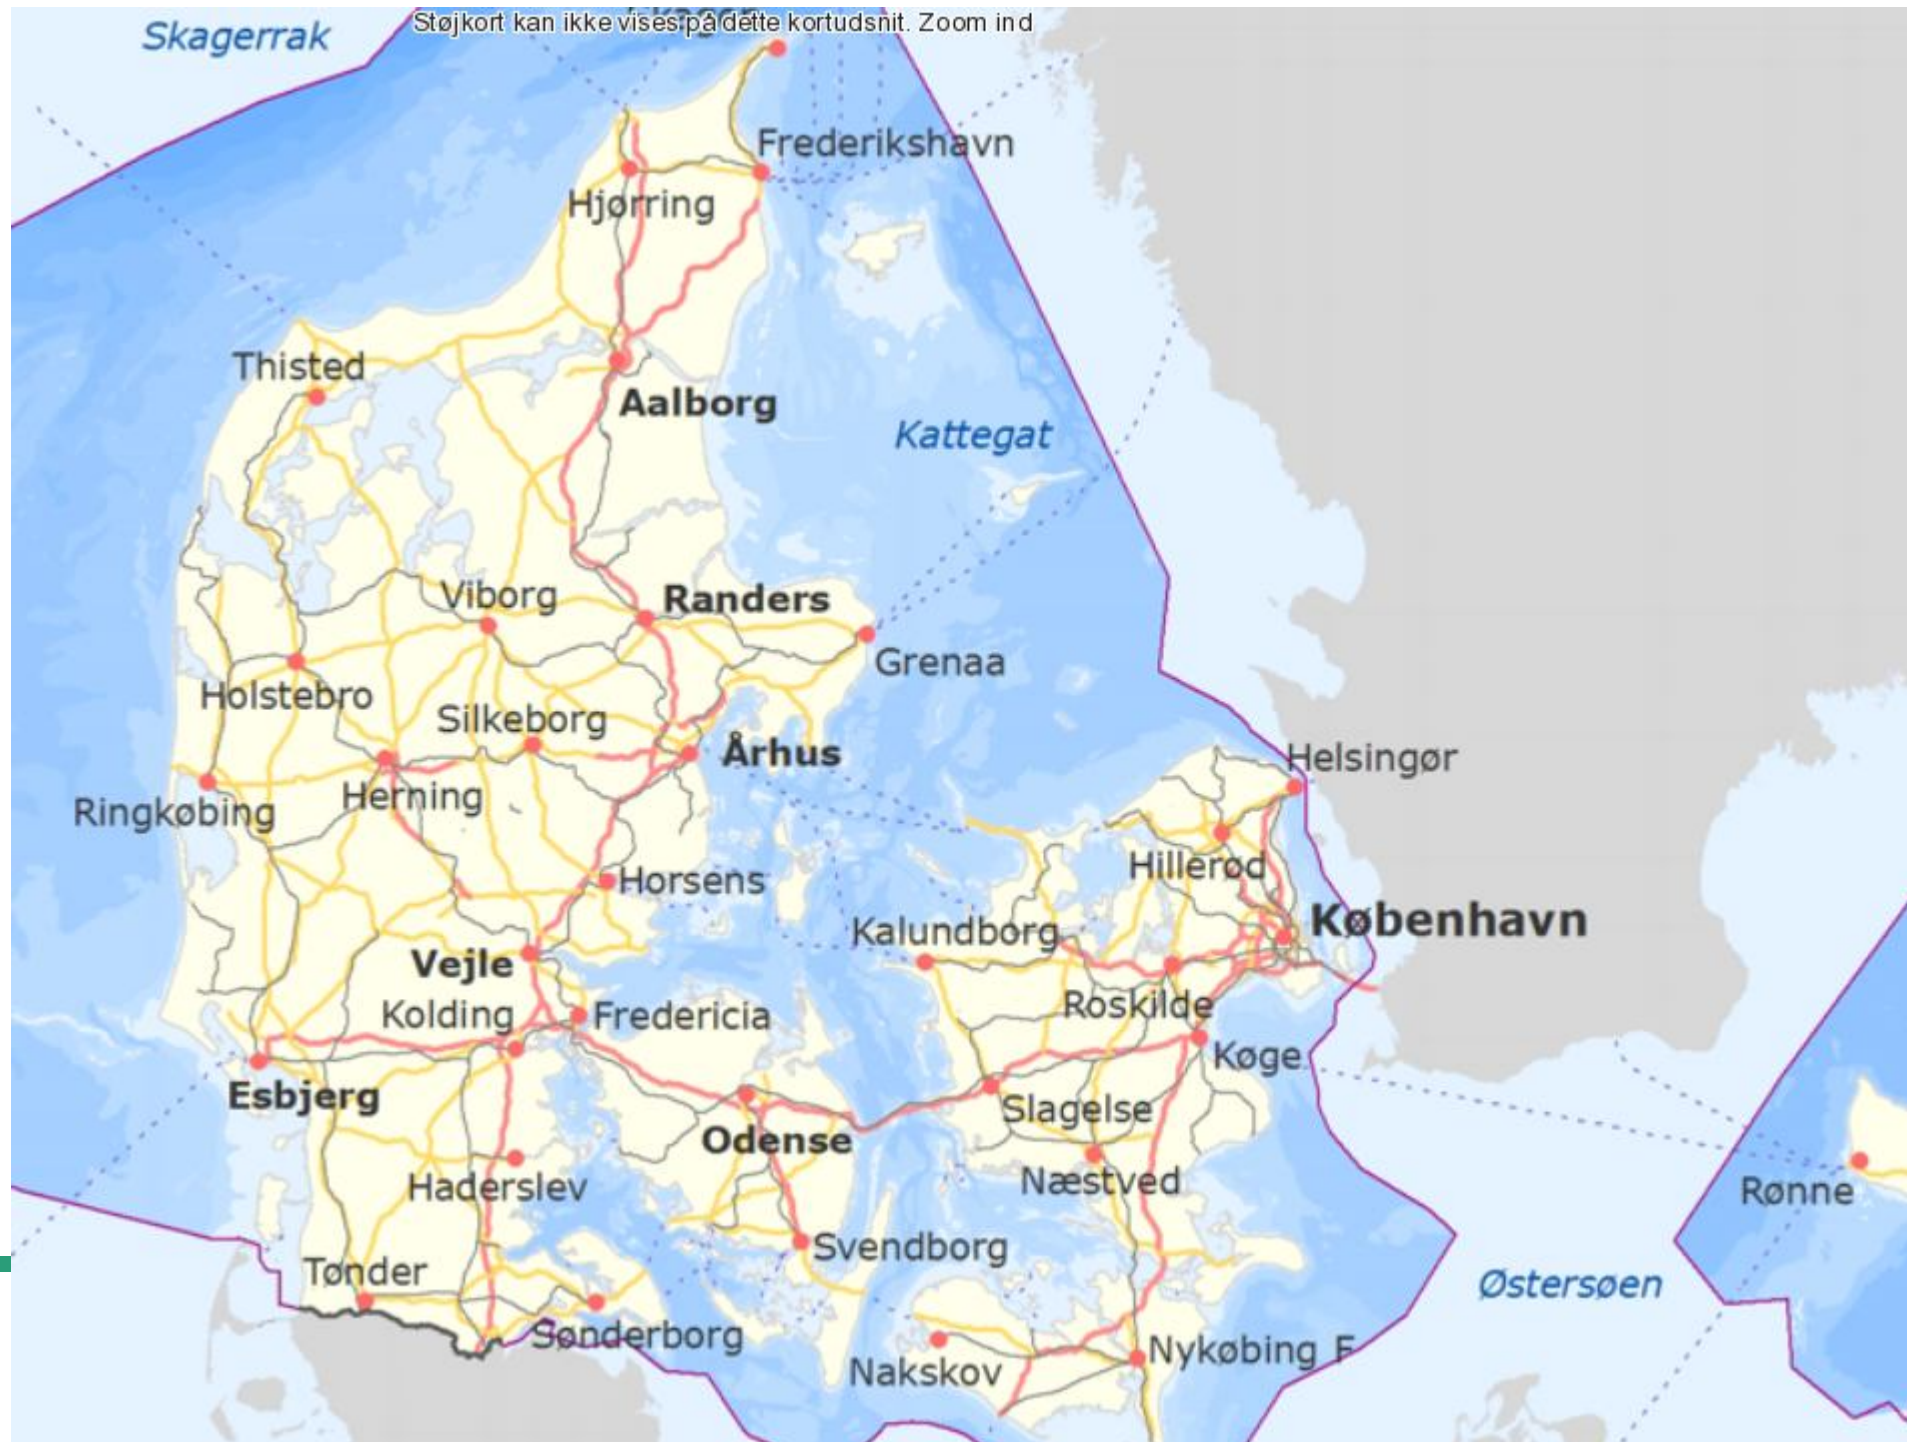 Skagerrak
Støjkort kan ikke vises på dette kortudsnit. Zoom ind
Frederikshavn
Hjørring
Thisted
Aalborg
Kattegat
Viborg
Randers
Grenaa
Holstebro
Silkeborg
Århus
Helsingør
Ringkøbing
Herning
Hillerød
Horsens
København
Kalundborg
Vejle
Roskilde
Kolding
Fredericia
Køge
Esbjerg
Slagelse
Odense
Næstved
Haderslev
Rønne
Svendborg
Tønder
Østersøen
Sønderborg
Nykøbing F
Nakskov